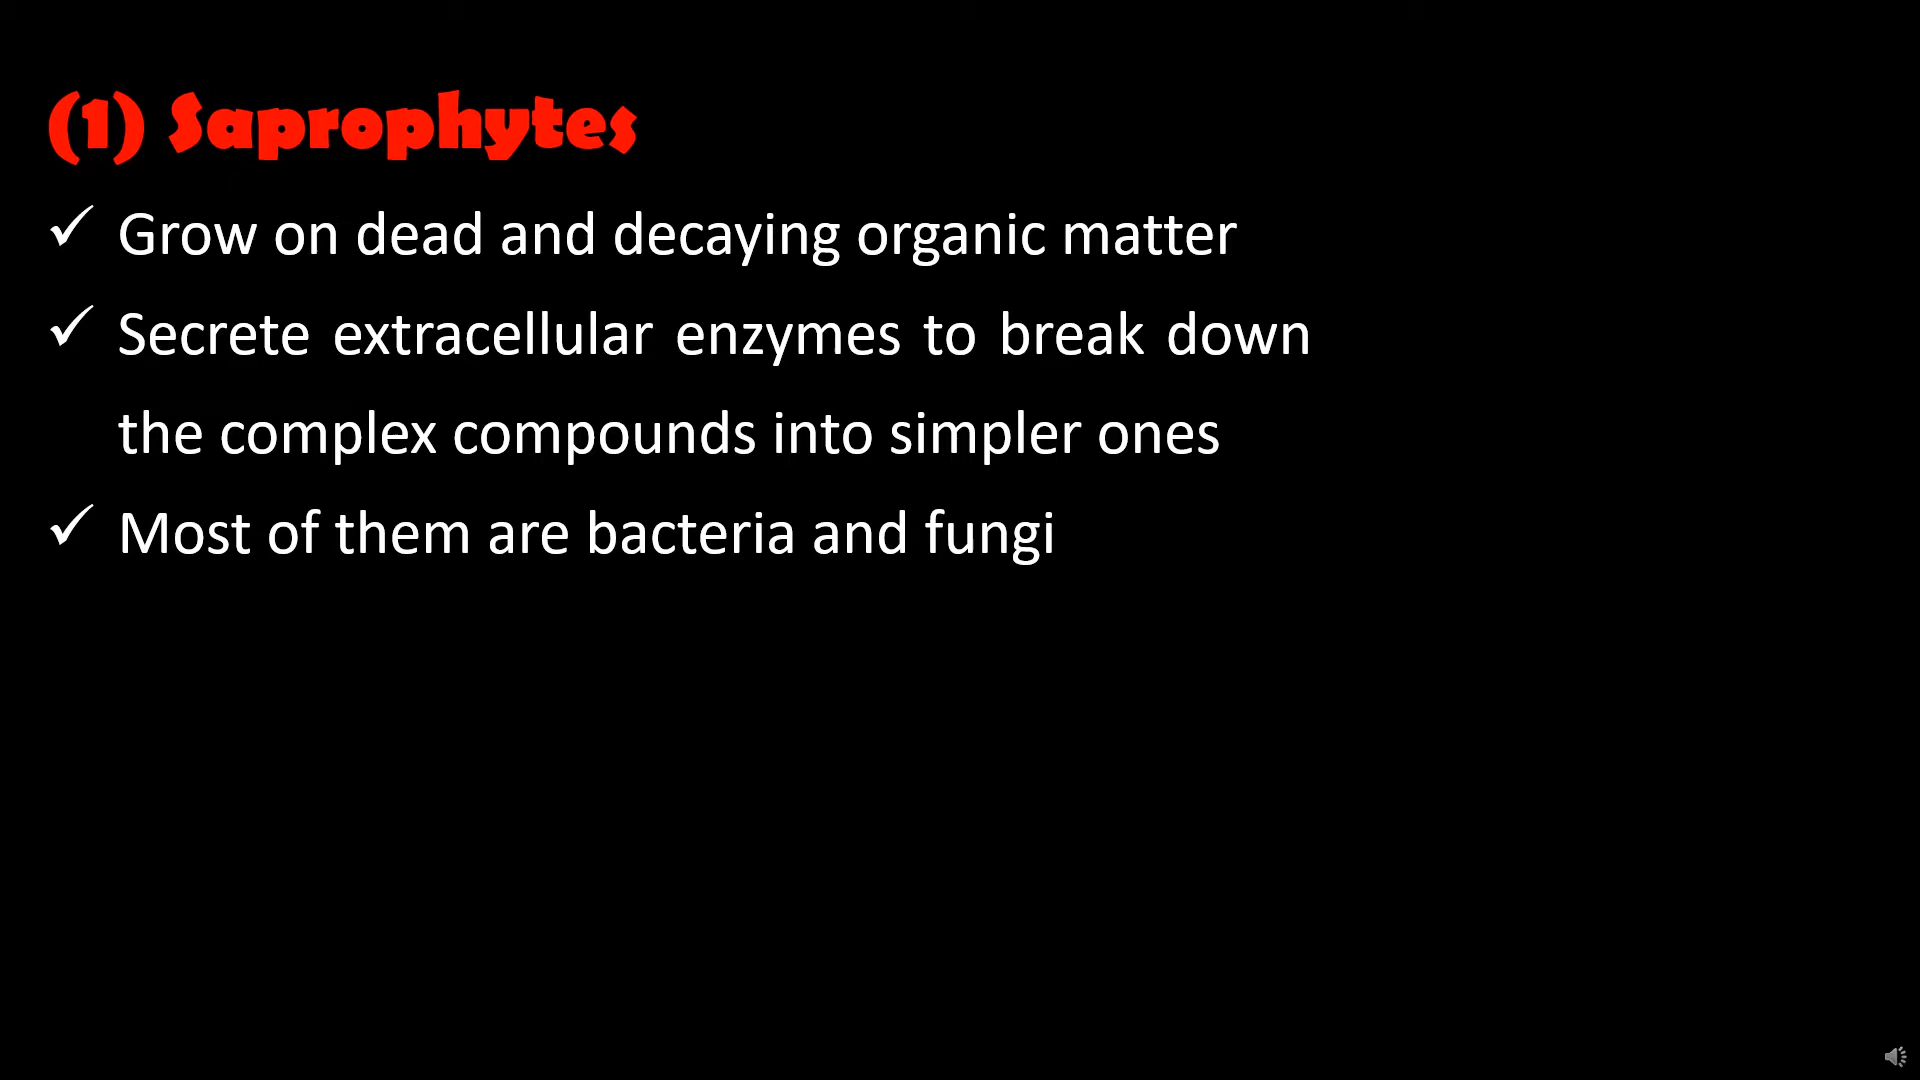 (1) Saprophytes
✓ Grow on dead and decaying organic matter
✓ Secrete extracellular enzymes to break down
the complex compounds into simpler ones
✓ Most of them are bacteria and fungi